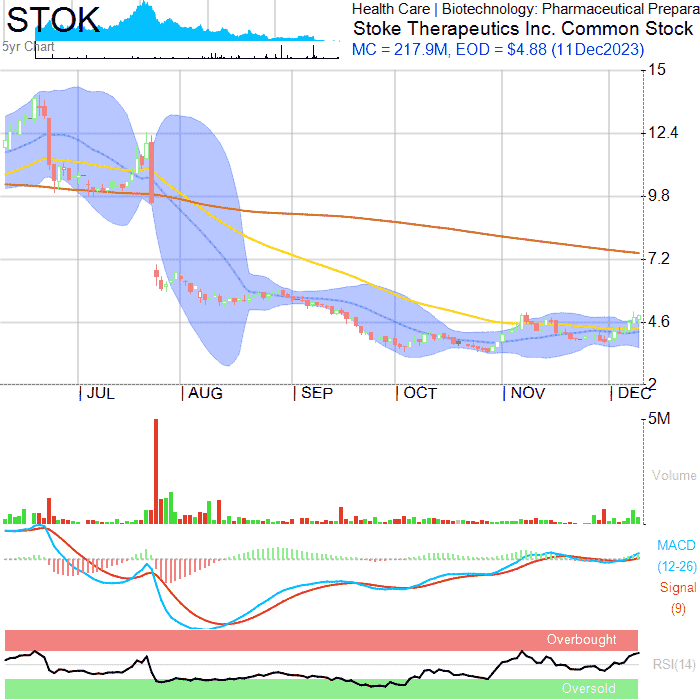 STOK
5yr Chart
Health Care | Biotechnology: Pharmaceutical Prepara
Stoke Therapeutics Inc. Common Stock
MC = 217.9M, EOD = $4.88 (11Dec2023)
15
12.4
9.8
7.2
4.6
2
JUL AUG SEP OCT NOV DEC
5M
Volume
MACD
(12-26)
Signal
(9)
Overbought
RSI(14)
Oversold